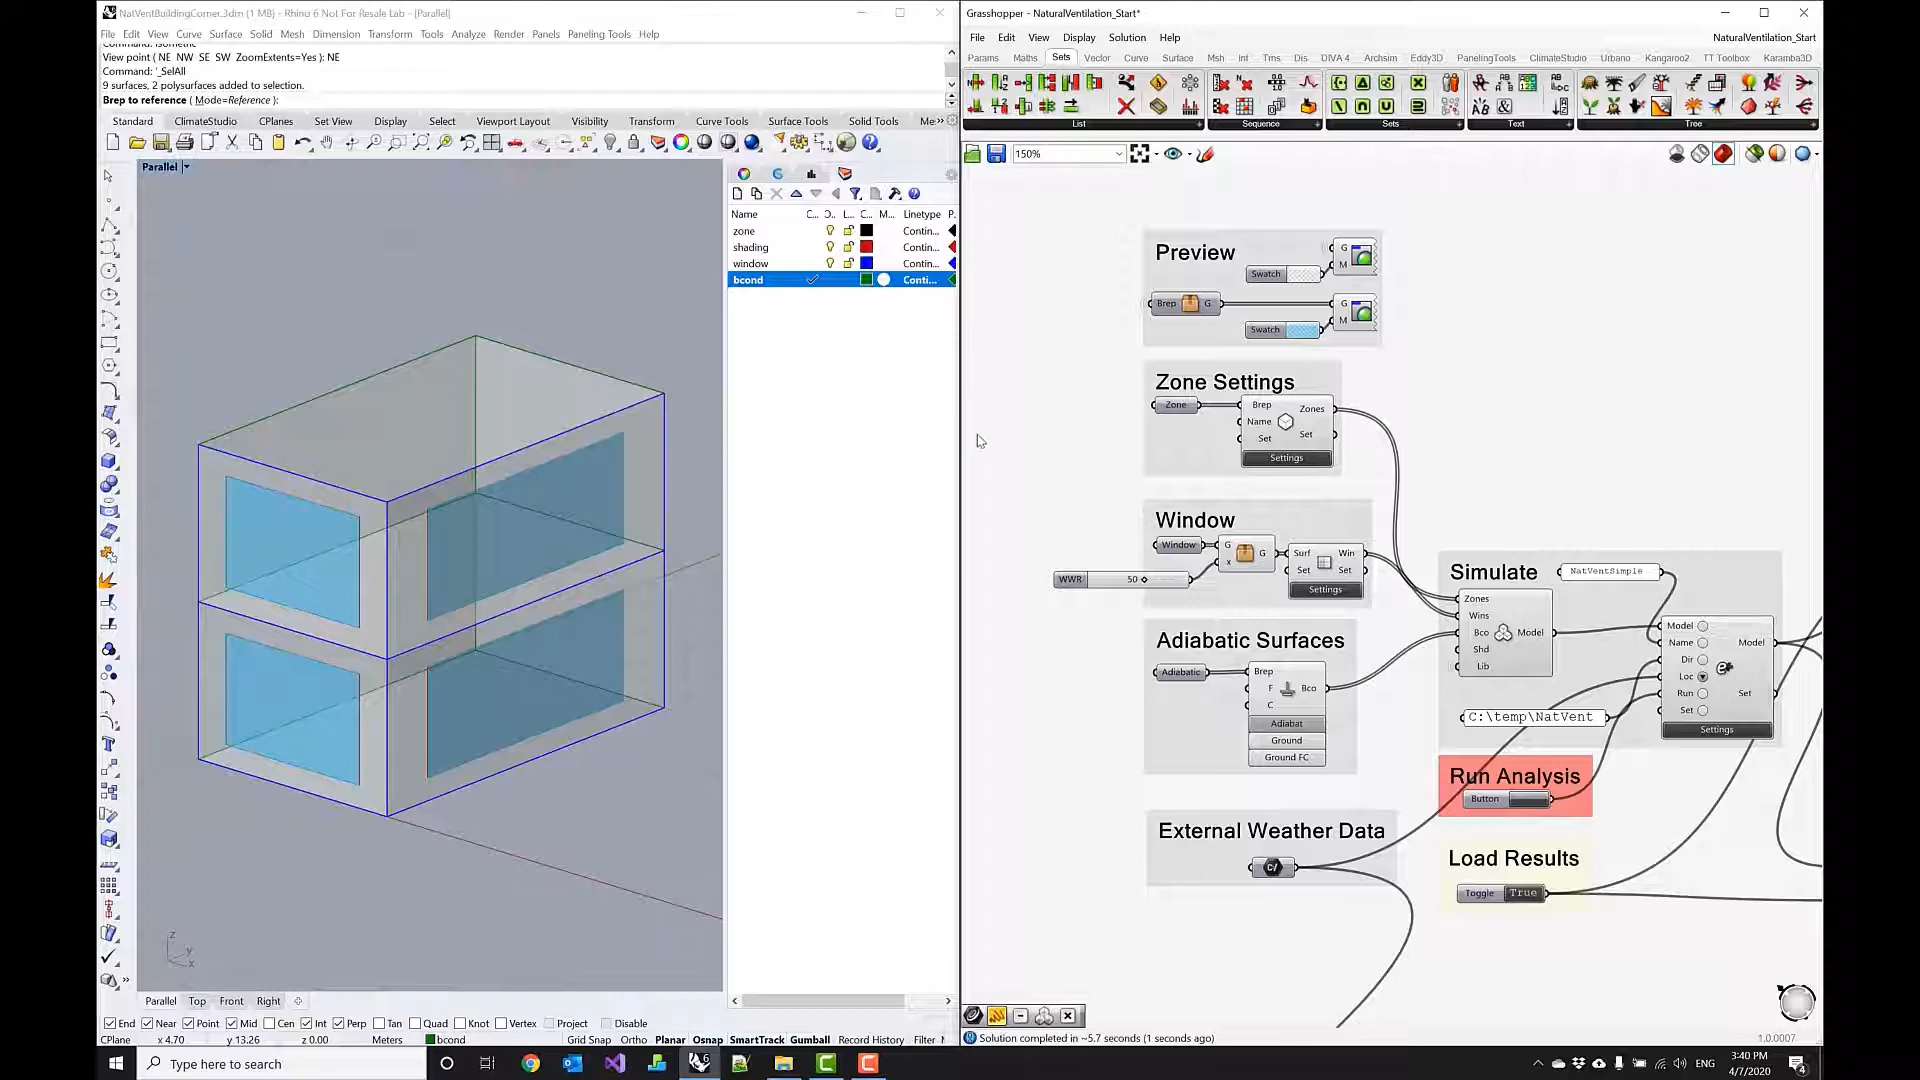 NatVentBuildingCorner.3dm (1 MB) - Rhino 6 Not For Resale Lab - [Parallel]
File Edit View Curve Surface Solid Mesh Dimension Transform Tools Analyze Render Panels Paneling Tools Help
View point ( NE NW SE SW ZoomExtents=Yes ): NE
Command: '_SelAll
9 surfaces, 2 polysurfaces added to selection.
Brep to reference ( Mode=Reference ):
Standard ClimateStudio CPlanes Set View Display Select Viewport Layout Visibility Transform Curve Tools Surface Tools Solid Tools Me
Parallel
Name C... O.. L.. C... M... Linetype P.
zone Contin...
shading Contin...
window Contin...
bcond Conti...
z
y
x
Parallel Top Front Right
End Near Point Mid Cen Int Perp Tan Quad Knot Vertex Project Disable
CPlane x 4.70 y 13.26 z 0.00 Meters bcond Grid Snap Ortho Planar Osnap SmartTrack Gumball Record History Filter
Grasshopper - NaturalVentilation_Start*
File Edit View Display Solution Help NaturalVentilation_Start
Params Maths Sets Vector Curve Surface Msh Int Trns Dis DIVA 4 Archsim Eddy3D PanelingTools ClimateStudio Urbano Kangaroo2 TT Toolbox Karamba3D
List Sequence Sets Text Tree
150%
Preview
Swatch
G
M
Brep G
Swatch
G
M
Zone Settings
Zone
Brep
Name
Set
Zones
Set
Settings
Window
Window
G
x
G
WWR 50
Surf
Set
Win
Set
Settings
Adiabatic Surfaces
Adiabatic
Brep
F
C
Bco
Adiabat
Ground
Ground FC
External Weather Data
Simulate
NatVentSimple
Zones
Wins
Bco
Shd
Lib
Model
C:\temp\NatVent
Model
Name
Dir
Loc
Run
Set
Model
Set
Settings
Run Analysis
Button
Load Results
Toggle True
Solution completed in ~5.7 seconds (1 seconds ago)
1.0.0007
Type here to search
ENG
3:40 PM
4/7/2020